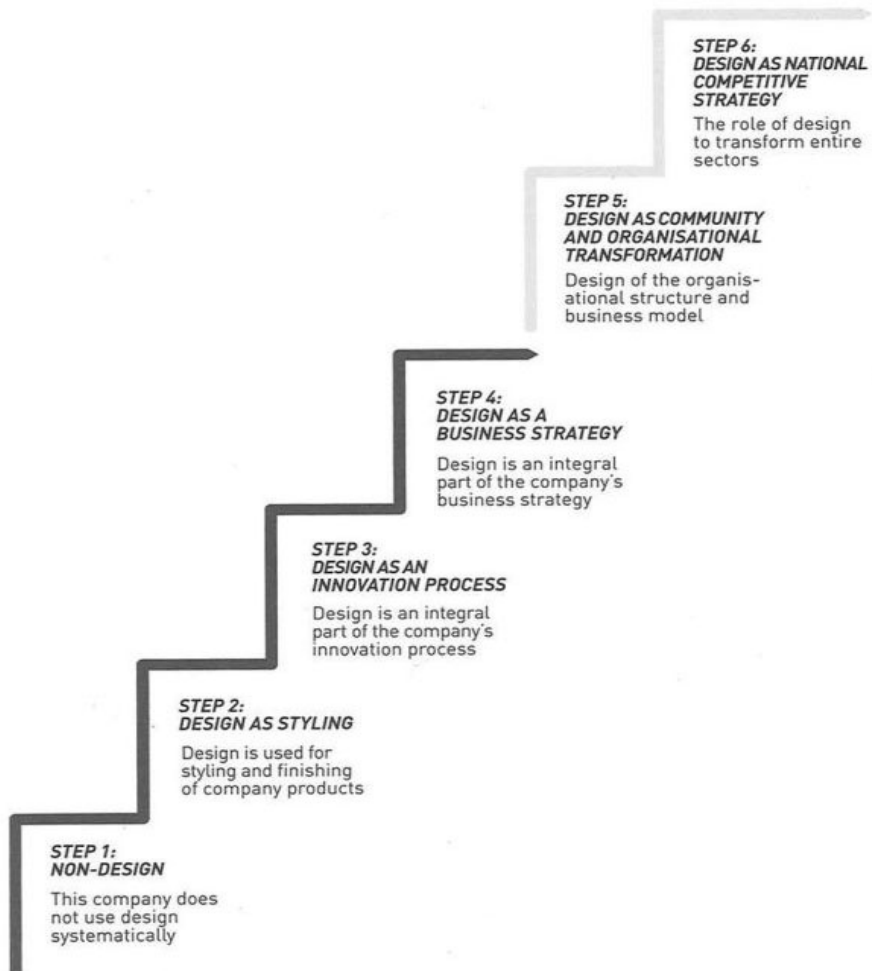 STEP 6:
DESIGN AS NATIONAL
COMPETITIVE
STRATEGY
The role of design
to transform entire
sectors
STEP 5:
DESIGN AS COMMUNITY
AND ORGANISATIONAL
TRANSFORMATION
Design of the organis-
ational structure and
business model
STEP 4:
DESIGN AS A
BUSINESS STRATEGY
Design is an integral
part of the company's
business strategy
STEP 3:
DESIGN AS AN
INNOVATION PROCESS
Design is an integral
part of the company's
innovation process
STEP 2:
DESIGN AS STYLING
Design is used for
styling and finishing
of company products
STEP 1:
NON-DESIGN
This company does
not use design
systematically